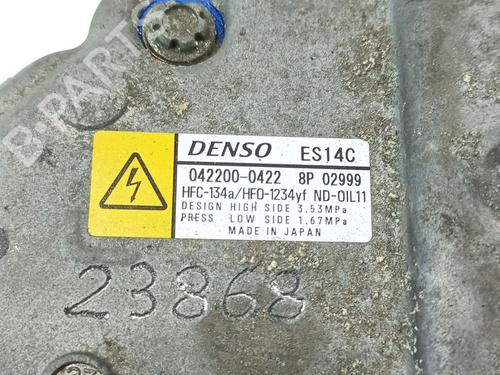 B-PARTS
DENSO ES14C
042200-0422 8P 02999
HFC-134a/HFO-1234yf ND-OIL11
DESIGN HIGH SIDE 3.53MPa
PRESS LOW SIDE 1.67MPa
MADE IN JAPAN
23868